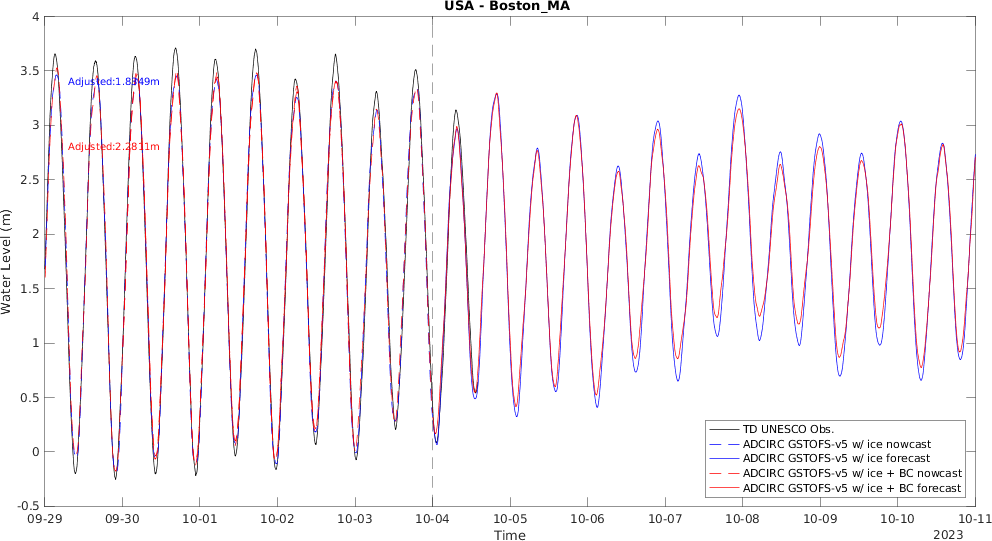 USA - Boston_MA
4
3.5
3
2.5
2
1.5
1
0.5
0
-0.5
Water Level (m)
Adjusted:1.8349m
Adjusted:2.2811m
TD UNESCO Obs.
ADCIRC GSTOFS-v5 w/ ice nowcast
ADCIRC GSTOFS-v5 w/ ice forecast
ADCIRC GSTOFS-v5 w/ ice + BC nowcast
ADCIRC GSTOFS-v5 w/ ice + BC forecast
09-29 09-30 10-01 10-02 10-03 10-04 10-05 10-06 10-07 10-08 10-09 10-10 10-11
Time
2023